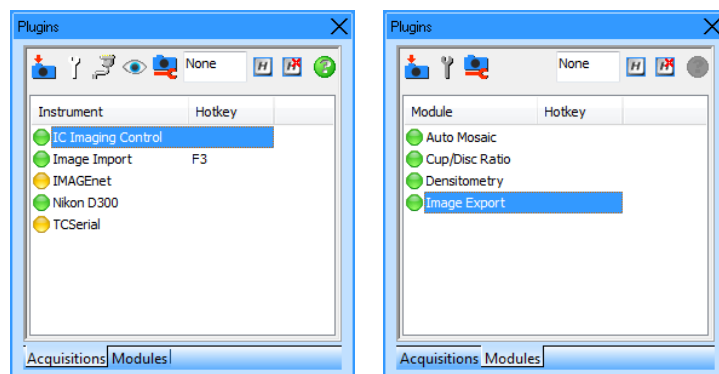 Plugins
None
H H ?
Instrument Hotkey
IC Imaging Control
Image Import F3
IMAGEnet
Nikon D300
TCSerial
Acquisitions Modules
Plugins
None
H H ?
Module Hotkey
Auto Mosaic
Cup/Disc Ratio
Densitometry
Image Export
Acquisitions Modules